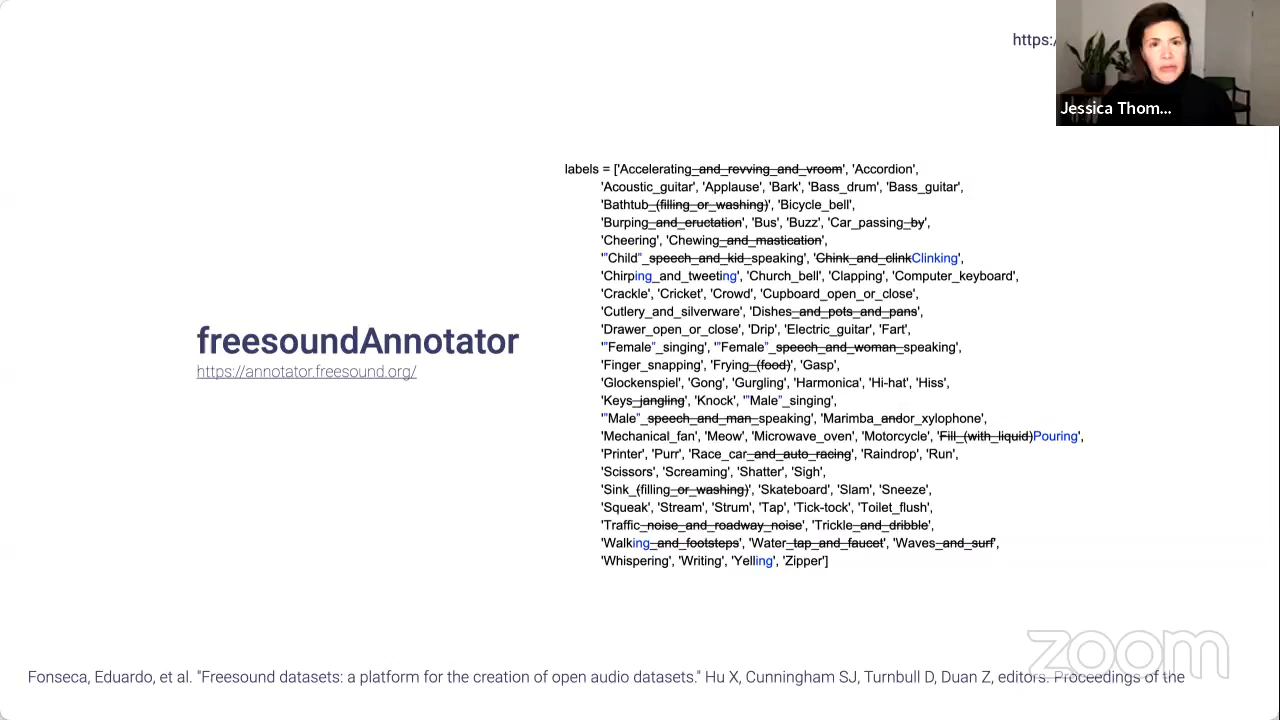 https:/
Jessica Thom...
labels = ['Accelerating_and_revving_and_vroom', 'Accordion',
'Acoustic_guitar', 'Applause', 'Bark', 'Bass_drum', 'Bass_guitar',
'Bathtub_(filling_or_washing)', 'Bicycle_bell',
'Burping_and_eructation', 'Bus', 'Buzz', 'Car_passing_by',
'Cheering', 'Chewing_and_mastication',
'"Child"_speech_and_kid_speaking', 'Chink_and_clinkClinking',
'Chirping_and_tweeting', 'Church_bell', 'Clapping', 'Computer_keyboard',
'Crackle', 'Cricket', 'Crowd', 'Cupboard_open_or_close',
'Cutlery_and_silverware', 'Dishes_and_pots_and_pans',
'Drawer_open_or_close', 'Drip', 'Electric_guitar', 'Fart',
'"Female"_singing', '"Female"_speech_and_woman_speaking',
'Finger_snapping', 'Frying_(food)', 'Gasp',
'Glockenspiel', 'Gong', 'Gurgling', 'Harmonica', 'Hi-hat', 'Hiss',
'Keys_jangling', 'Knock', '"Male"_singing',
'"Male"_speech_and_man_speaking', 'Marimba_andor_xylophone',
'Mechanical_fan', 'Meow', 'Microwave_oven', 'Motorcycle', 'Fill_(with_liquid)Pouring',
'Printer', 'Purr', 'Race_car_and_auto_racing', 'Raindrop', 'Run',
'Scissors', 'Screaming', 'Shatter', 'Sigh',
'Sink_(filling_or_washing)', 'Skateboard', 'Slam', 'Sneeze',
'Squeak', 'Stream', 'Strum', 'Tap', 'Tick-tock', 'Toilet_flush',
'Traffic_noise_and_roadway_noise', 'Trickle_and_dribble',
'Walking_and_footsteps', 'Water_tap_and_faucet', 'Waves_and_surf',
'Whispering', 'Writing', 'Yelling', 'Zipper']
freesoundAnnotator
https://annotator.freesound.org/
zoom
Fonseca, Eduardo, et al. "Freesound datasets: a platform for the creation of open audio datasets." Hu X, Cunningham SJ, Turnbull D, Duan Z, editors. Proceedings of the